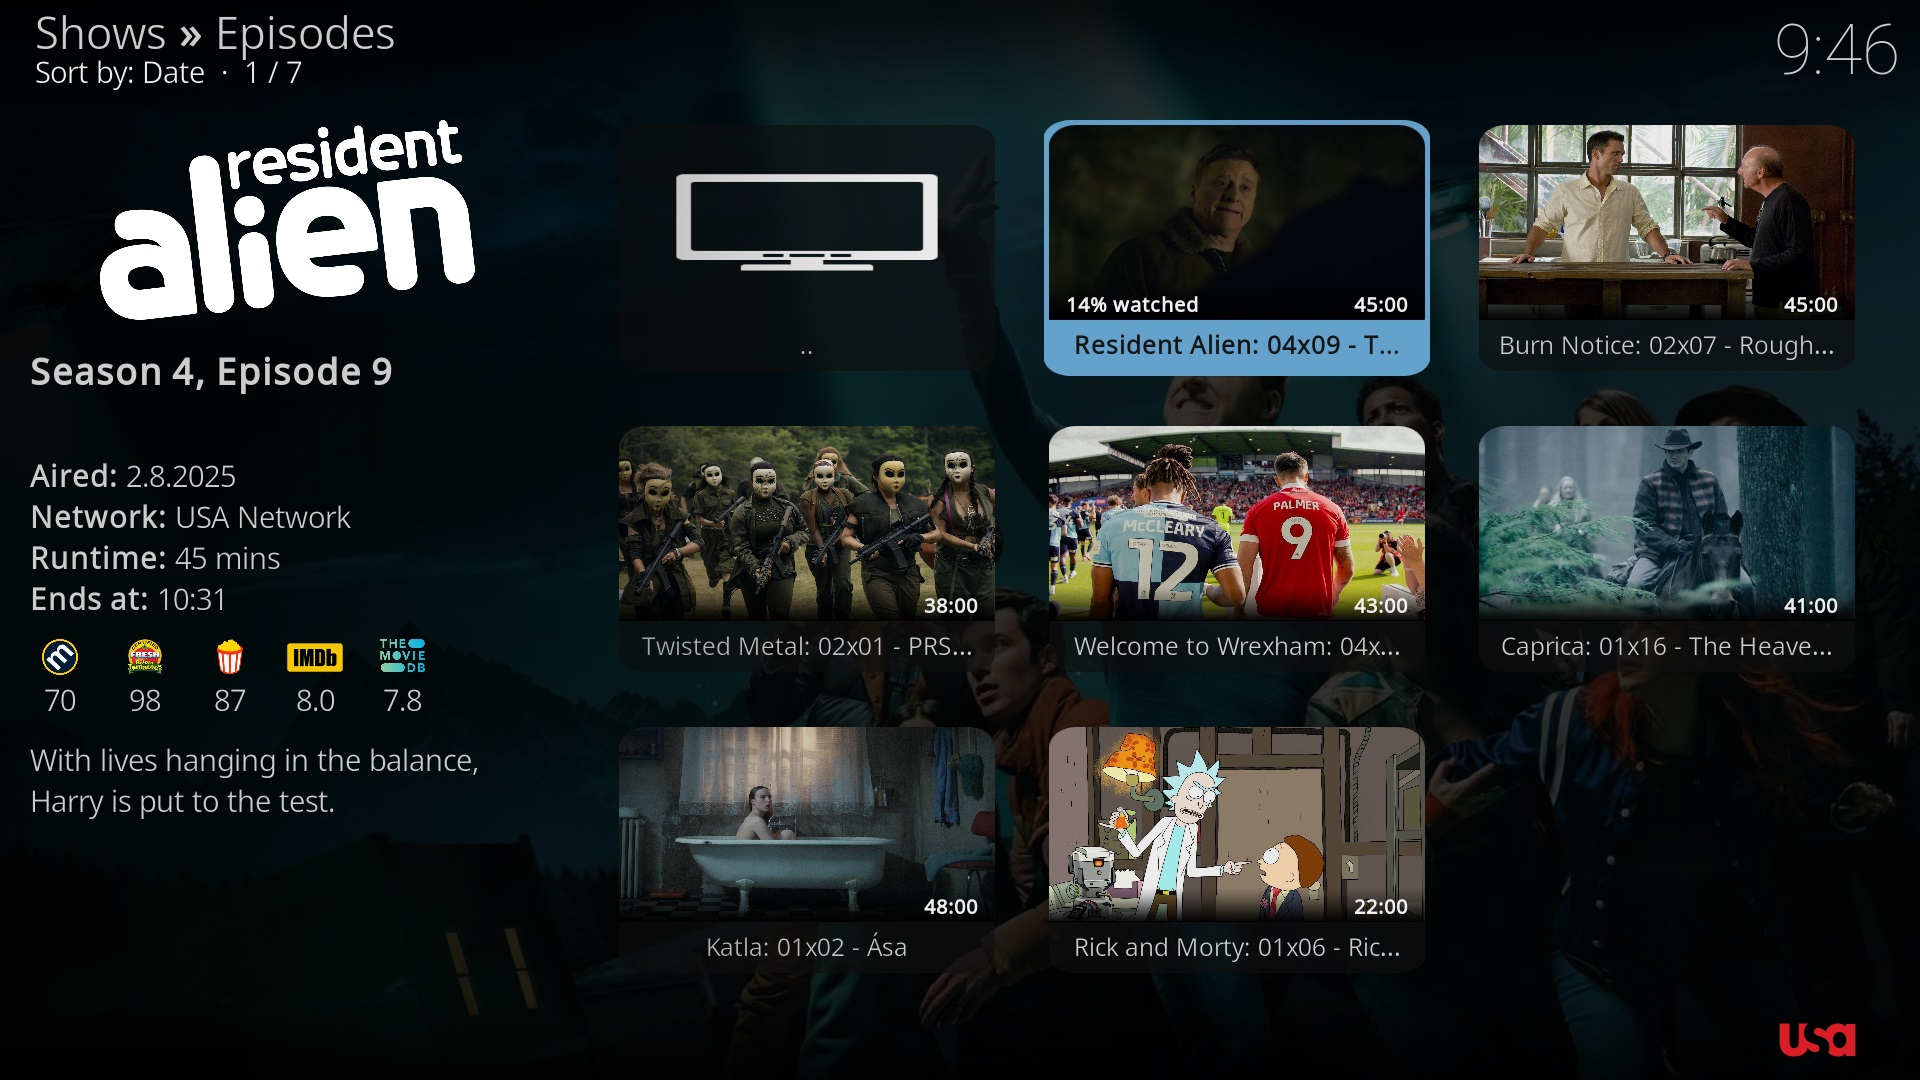 Shows » Episodes
Sort by: Date · 1 / 7
9:46
resident
alien
Season 4, Episode 9
Aired: 2.8.2025
Network: USA Network
Runtime: 45 mins
Ends at: 10:31
m
FRESH
IMDb
THE
MOVIE
DB
70
98
87
8.0
7.8
With lives hanging in the balance,
Harry is put to the test.
..
14% watched
45:00
Resident Alien: 04x09 - T...
45:00
Burn Notice: 02x07 - Rough...
38:00
Twisted Metal: 02x01 - PRS...
McCLEARY
12
PALMER
9
43:00
Welcome to Wrexham: 04x...
41:00
Caprica: 01x16 - The Heave...
48:00
Katla: 01x02 - Ása
22:00
Rick and Morty: 01x06 - Ric...
usa